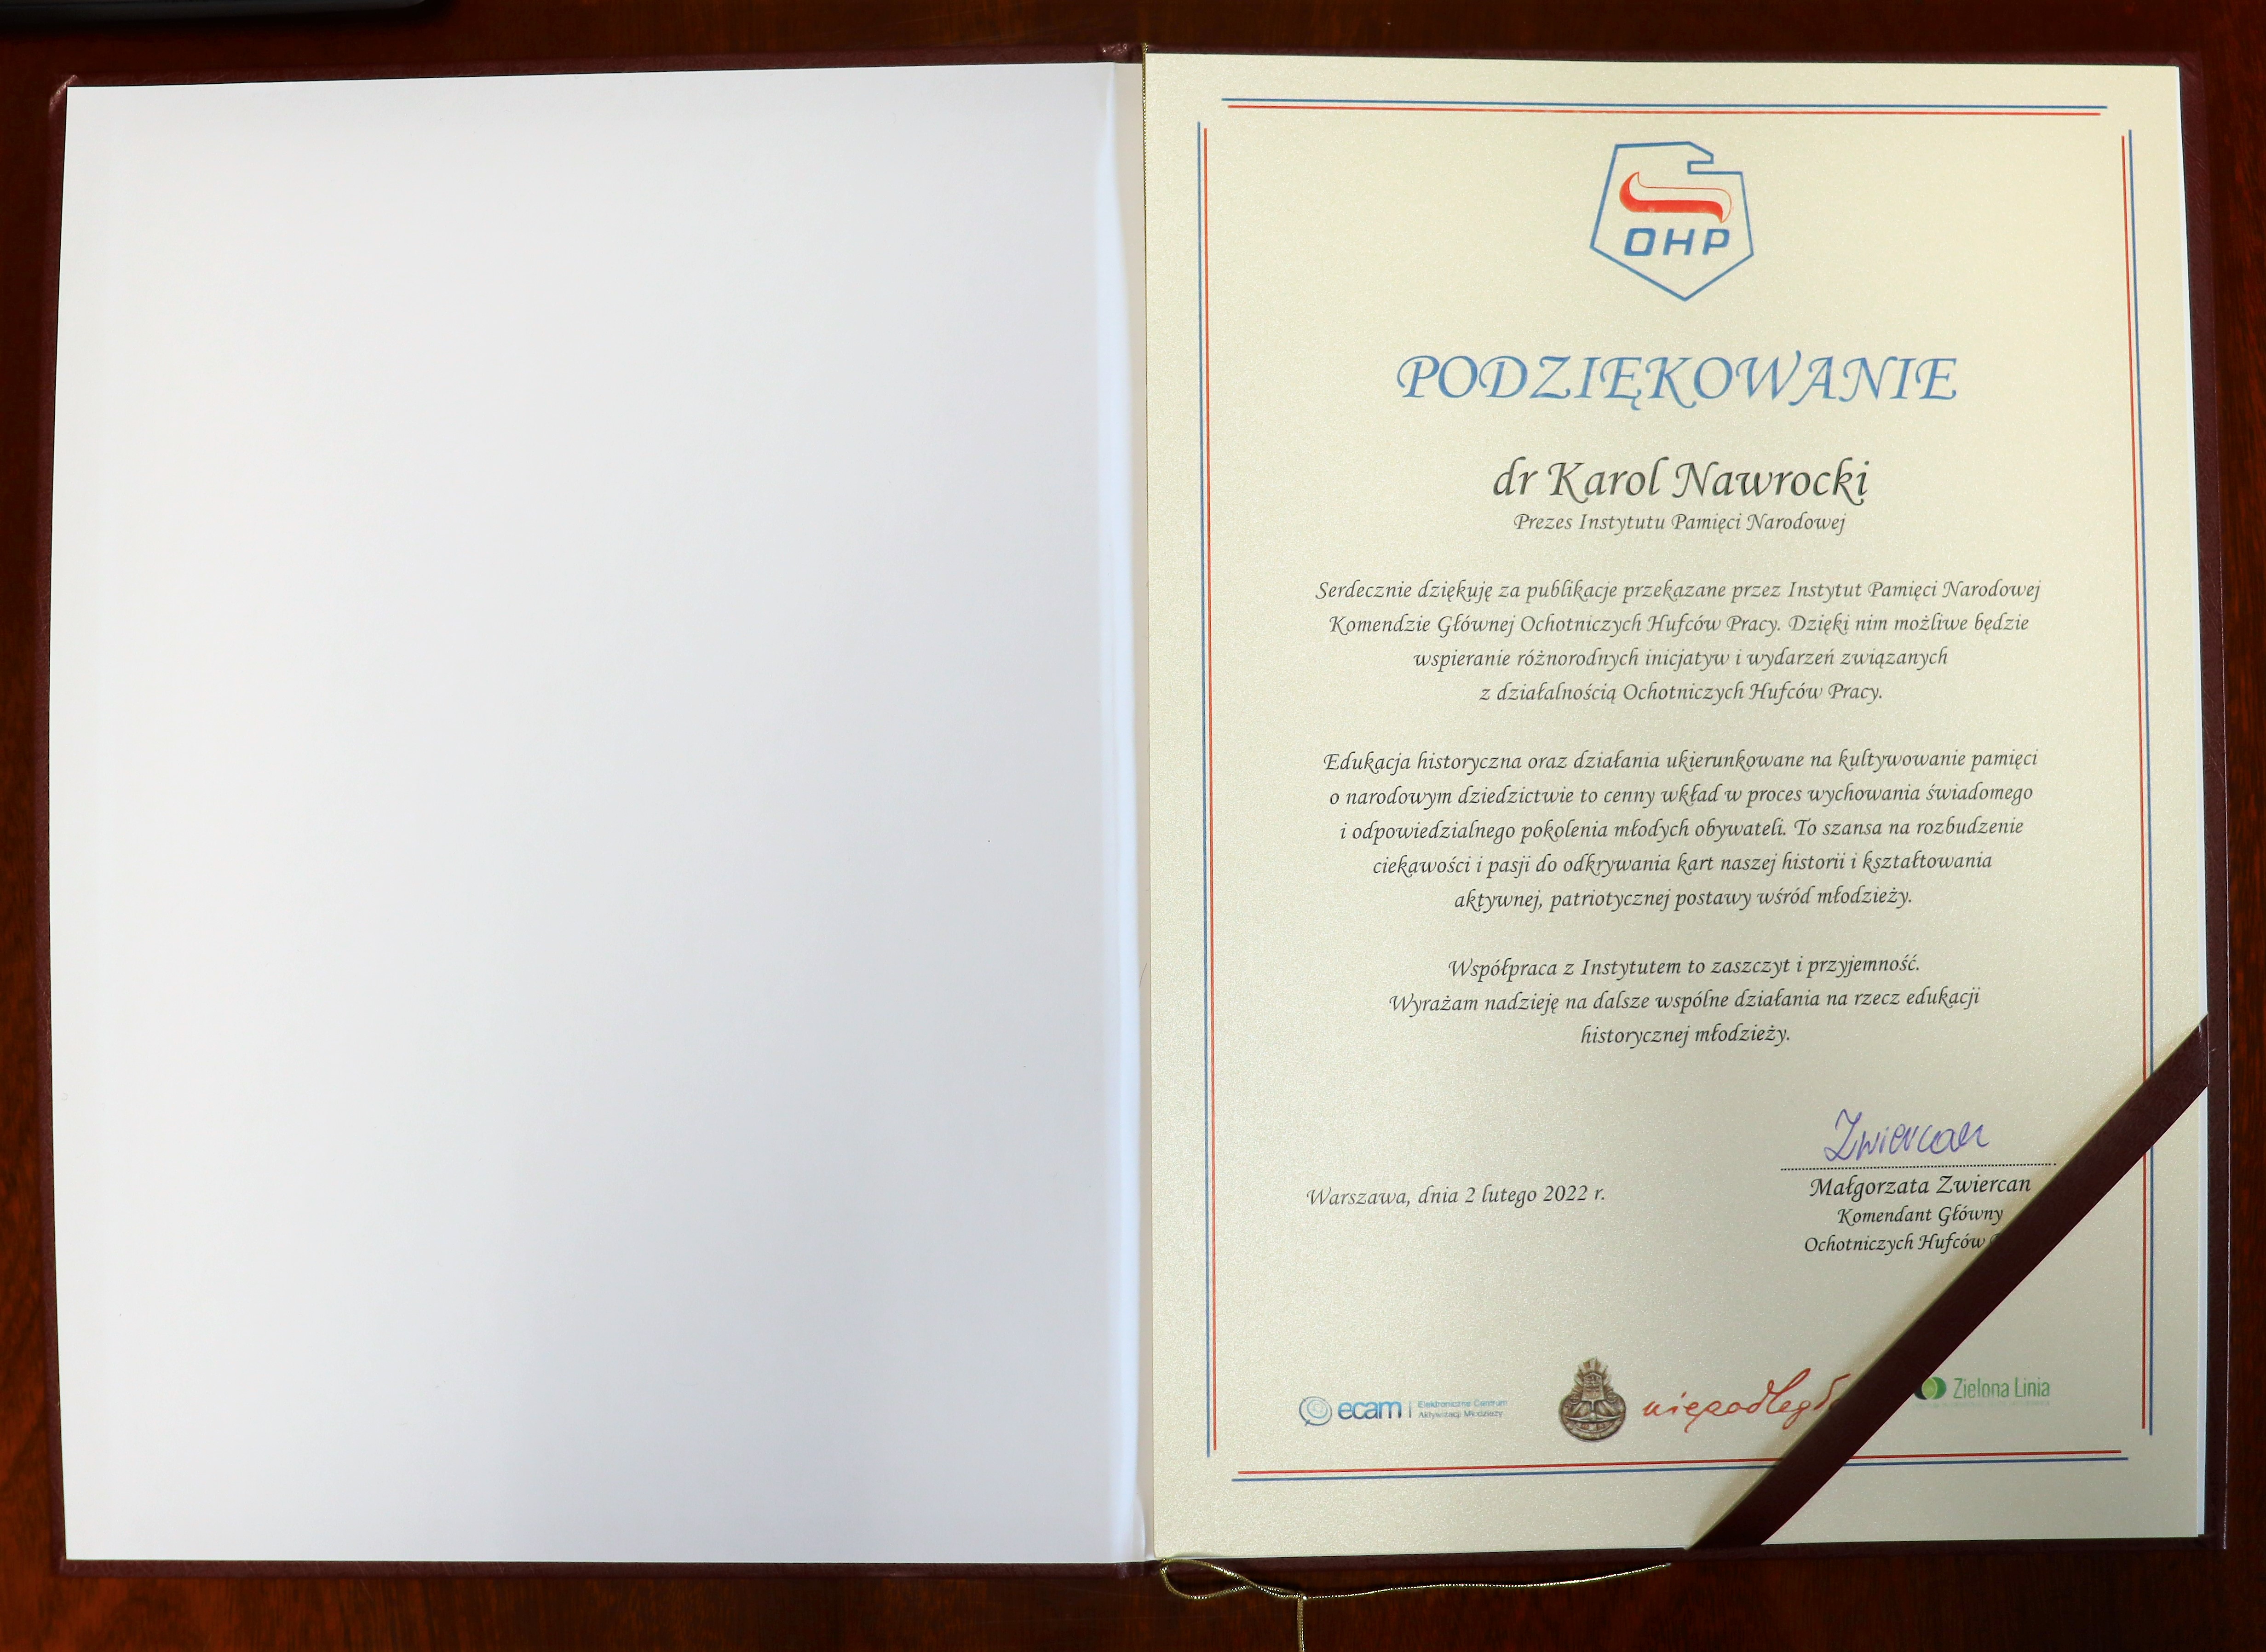 OHP
PODZIĘKOWANIE
dr Karol Nawrocki
Prezes Instytutu Pamięci Narodowej
Serdecznie dziękuję za publikacje przekazane przez Instytut Pamięci Narodowej
Komendzie Głównej Ochotniczych Hufców Pracy. Dzięki nim możliwe będzie
wspieranie różnorodnych inicjatyw i wydarzeń związanych
z działalnością Ochotniczych Hufców Pracy.
Edukacja historyczna oraz działania ukierunkowane na kultywowanie pamięci
o narodowym dziedzictwie to cenny wkład w proces wychowania świadomego
i odpowiedzialnego pokolenia młodych obywateli. To szansa na rozbudzenie
ciekawości i pasji do odkrywania kart naszej historii i kształtowania
aktywnej, patriotycznej postawy wśród młodzieży.
Współpraca z Instytutem to zaszczyt i przyjemność.
Wyrażam nadzieję na dalsze wspólne działania na rzecz edukacji
historycznej młodzieży.
Zwiercan
Warszawa, dnia 2 lutego 2022 r.
Małgorzata Zwiercan
Komendant Główny
Ochotniczych Hufców
ecam
Elektroniczne Centrum
Aktywizacji Młodzieży
Zielona Linia